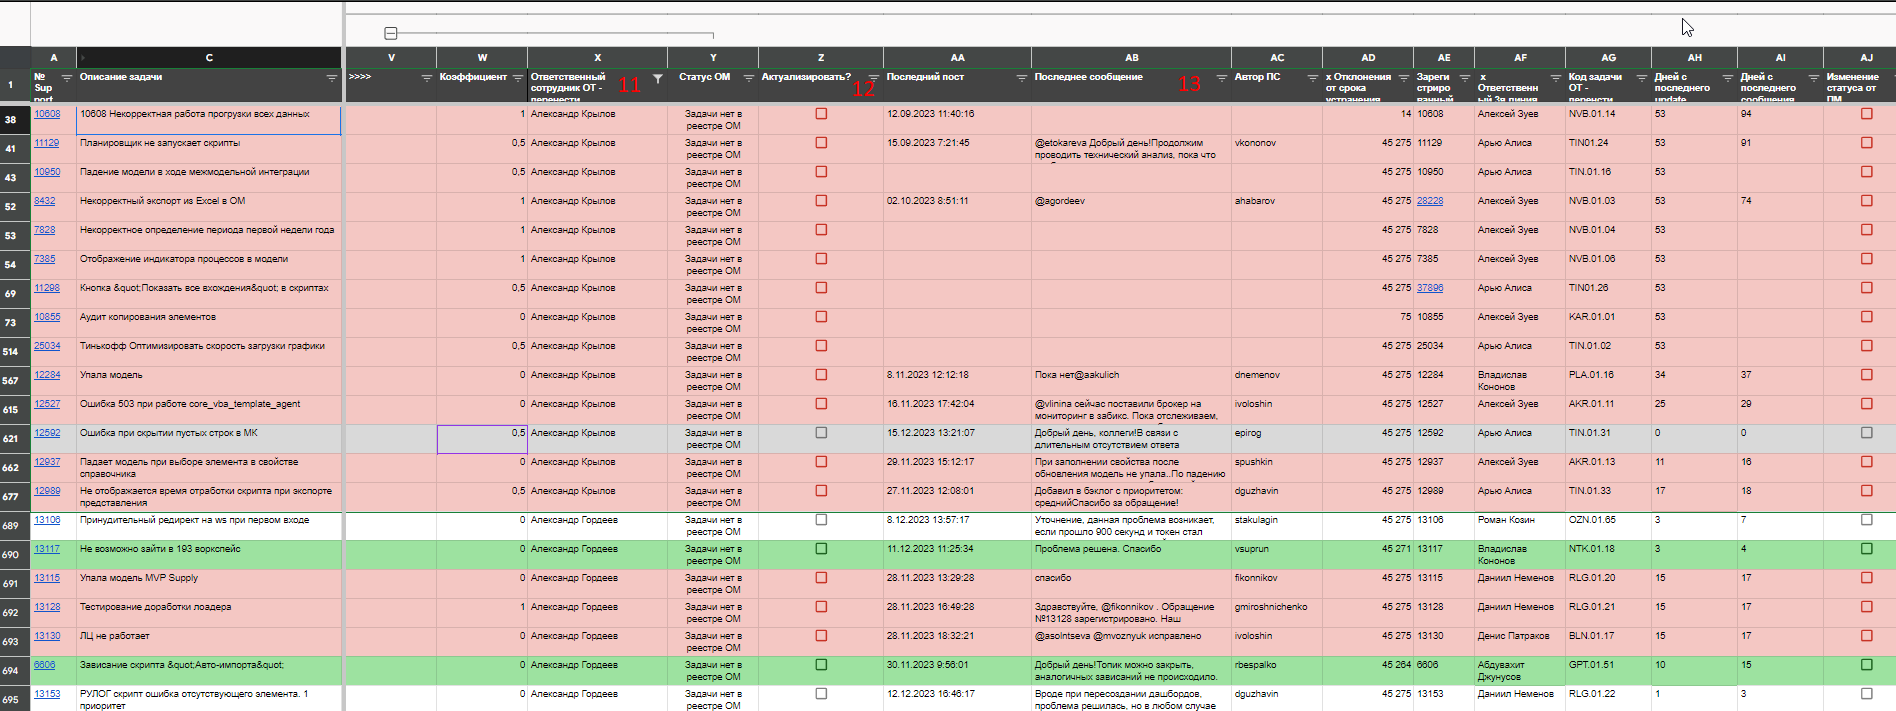 A C V W X Y Z AA AB AC AD AE AF AG AH AI AJ
1 № Sup port Описание задачи >>>> Коэффициент Ответственный сотрудник ОТ - перенести 11 Статус ОМ Актуализировать? 12 Последний пост Последнее сообщение 13 Автор ПС x Отклонения от срока устранения Зареги стриро ванный x Ответственн ый 3я линия Код задачи ОТ - перенсти Дней с последнего update Дней с последнего сообщения Изменение статуса от ПМ
38 10608 10608 Некорректная работа прогрузки всех данных 1 Александр Крылов Задачи нет в реестре ОМ 12.09.2023 11:40:16 14 10608 Алексей Зуев NVB.01.14 53 94
41 11129 Планировщик не запускает скрипты 0,5 Александр Крылов Задачи нет в реестре ОМ 15.09.2023 7:21:45 @etokareva Добрый день!Продолжим проводить технический анализ, пока что vkononov 45 275 11129 Арью Алиса TIN01.24 53 91
43 10950 Падение модели в ходе межмодельной интеграции 0,5 Александр Крылов Задачи нет в реестре ОМ 45 275 10950 Арью Алиса TIN.01.16 53
52 8432 Некорректный экспорт из Excel в ОМ 1 Александр Крылов Задачи нет в реестре ОМ 02.10.2023 8:51:11 @agordeev ahabarov 45 275 28228 Алексей Зуев NVB.01.03 53 74
53 7828 Некорректное определение периода первой недели года 1 Александр Крылов Задачи нет в реестре ОМ 45 275 7828 Алексей Зуев NVB.01.04 53
54 7385 Отображение индикатора процессов в модели 1 Александр Крылов Задачи нет в реестре ОМ 45 275 7385 Алексей Зуев NVB.01.06 53
69 11298 Кнопка &quot;Показать все вхождения&quot; в скриптах 0,5 Александр Крылов Задачи нет в реестре ОМ 45 275 37896 Арью Алиса TIN01.26 53
73 10855 Аудит копирования элементов 0 Александр Крылов Задачи нет в реестре ОМ 75 10855 Алексей Зуев KAR.01.01 53
514 25034 Тинькофф Оптимизировать скорость загрузки графики 0,5 Александр Крылов Задачи нет в реестре ОМ 45 275 25034 Арью Алиса TIN.01.02 53
567 12284 Упала модель 0 Александр Крылов Задачи нет в реестре ОМ 8.11.2023 12:12:18 Пока нет@aakulich dnemenov 45 275 12284 Владислав Кононов PLA.01.16 34 37
615 12527 Ошибка 503 при работе core_vba_template_agent 0 Александр Крылов Задачи нет в реестре ОМ 16.11.2023 17:42:04 @vlinina сейчас поставили брокер на мониторинг в забикс. Пока отслеживаем, ivoloshin 45 275 12527 Алексей Зуев AKR.01.11 25 29
621 12592 Ошибка при скрытии пустых строк в МК 0,5 Александр Крылов Задачи нет в реестре ОМ 15.12.2023 13:21:07 Добрый день, коллеги!В связи с длительным отсутствием ответа epirog 45 275 12592 Арью Алиса TIN.01.31 0 0
662 12937 Падает модель при выборе элемента в свойстве справочника 0 Александр Крылов Задачи нет в реестре ОМ 29.11.2023 15:12:17 При заполнении свойства после обновления модель не упала..По падению spushkin 45 275 12937 Алексей Зуев AKR.01.13 11 16
677 12989 Не отображается время отработки скрипта при экспорте представления 0,5 Александр Крылов Задачи нет в реестре ОМ 27.11.2023 12:08:01 Добавил в бэклог с приоритетом: среднийСпасибо за обращение! dguzhavin 45 275 12989 Арью Алиса TIN.01.33 17 18
689 13106 Принудительный редирект на ws при первом входе 0 Александр Гордеев Задачи нет в реестре ОМ 8.12.2023 13:57:17 Уточнение, данная проблема возникает, если прошло 900 секунд и токен стал stakulagin 45 275 13106 Роман Козин OZN.01.65 3 7
690 13117 Не возможно зайти в 193 воркспейс 0 Александр Гордеев Задачи нет в реестре ОМ 11.12.2023 11:25:34 Проблема решена. Спасибо vsuprun 45 271 13117 Владислав Кононов NTK.01.18 3 4
691 13115 Упала модель MVP Supply 0 Александр Гордеев Задачи нет в реестре ОМ 28.11.2023 13:29:28 спасибо fikonnikov 45 275 13115 Даниил Неменов RLG.01.20 15 17
692 13128 Тестирование доработки лоадера 1 Александр Гордеев Задачи нет в реестре ОМ 28.11.2023 16:49:28 Здравствуйте, @fikonnikov . Обращение №13128 зарегистрировано. Наш gmiroshnichenko 45 275 13128 Даниил Неменов RLG.01.21 15 17
693 13130 ЛЦ не работает 0 Александр Гордеев Задачи нет в реестре ОМ 28.11.2023 18:32:21 @asolntseva @mvoznyuk исправлено ivoloshin 45 275 13130 Денис Патраков BLN.01.17 15 17
694 6606 Зависание скрипта &quot;Авто-импорта&quot; 0 Александр Гордеев Задачи нет в реестре ОМ 30.11.2023 9:56:01 Добрый день!Топик можно закрыть, аналогичных зависаний не происходило. rbespalko 45 264 6606 Абдувахит Джунусов GPT.01.51 10 15
695 13153 РУЛОГ скрипт ошибка отсутствующего элемента. 1 приоритет 0 Александр Гордеев Задачи нет в реестре ОМ 12.12.2023 16:46:17 Вроде при пересоздании дашбордов, проблема решилась, но в любом случае dguzhavin 45 275 13153 Даниил Неменов RLG.01.22 1 3